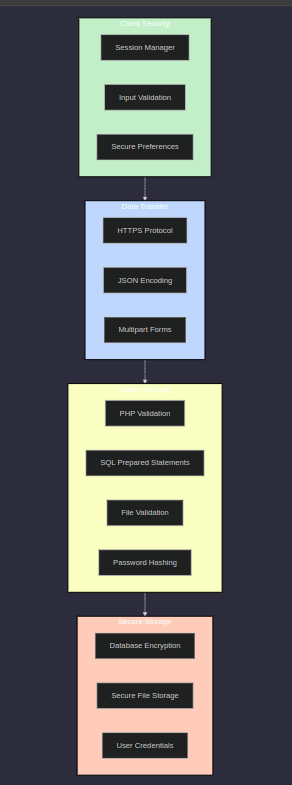 Client Security
Session Manager
Input Validation
Secure Preferences
Data Transfer
HTTPS Protocol
JSON Encoding
Multipart Forms
PHP Validation
SQL Prepared Statements
File Validation
Password Hashing
Secure Storage
Database Encryption
Secure File Storage
User Credentials